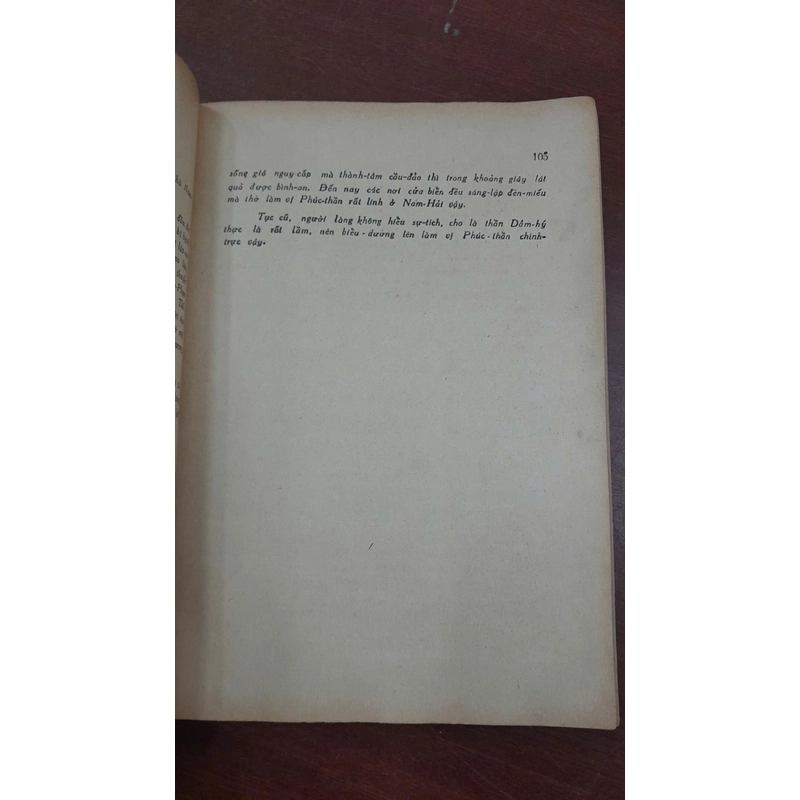 105
sống gió nguy-cấp mà thành-tâm cầu-đảo thì trong khoảng giây lát
quả được bình-an. Đến nay các nơi cửa biển đều sáng-lập đền-miếu
mà thờ làm vị Phúc-thần rất linh ở Nam-Hải vậy.
Tục cũ, người làng không hiểu sự-tích, cho là thần Dâm-hý
thực là rất lầm, nên biểu-dương lên làm vị Phúc-thần chính-
trực vậy.